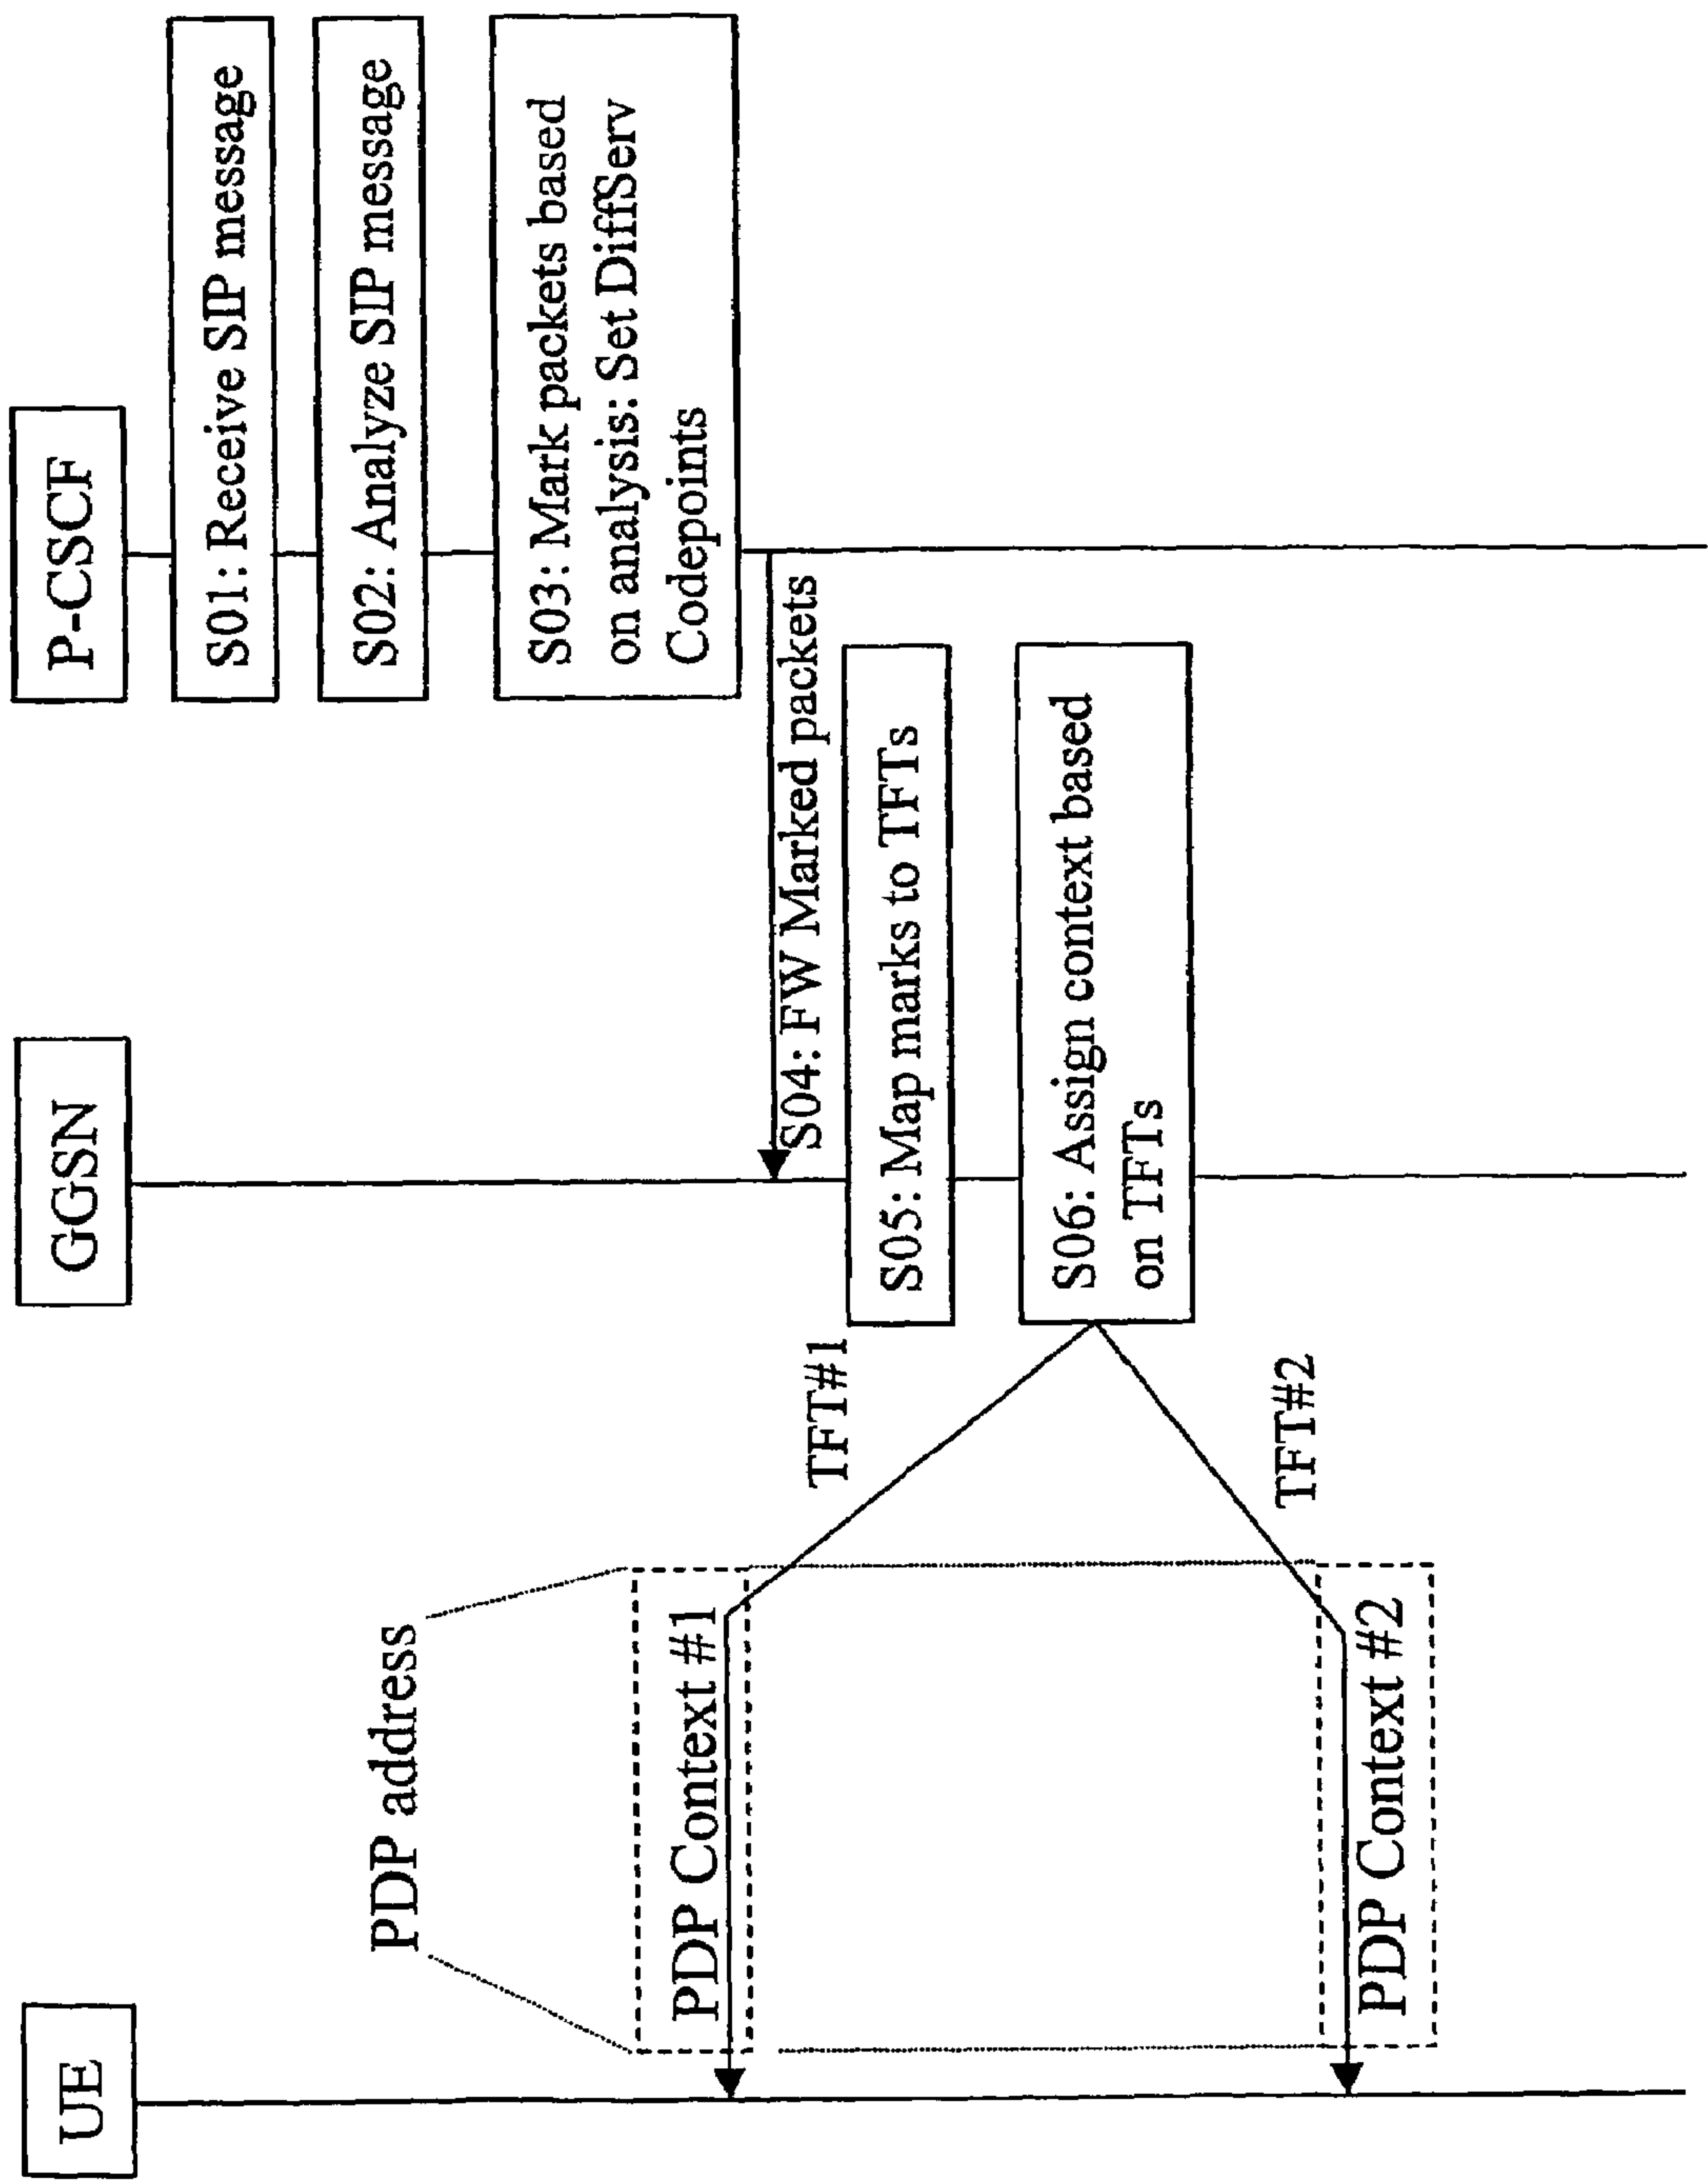 UE
GGSN
P-CSCF
S01: Receive SIP message
S02: Analyze SIP message
S03: Mark packets based
on analysis: Set DiffServ
Codepoints
S04: FW Marked packets
S05: Map marks to TFTs
S06: Assign context based
on TFTs
TFT#1
TFT#2
PDP address
PDP Context #1
PDP Context #2